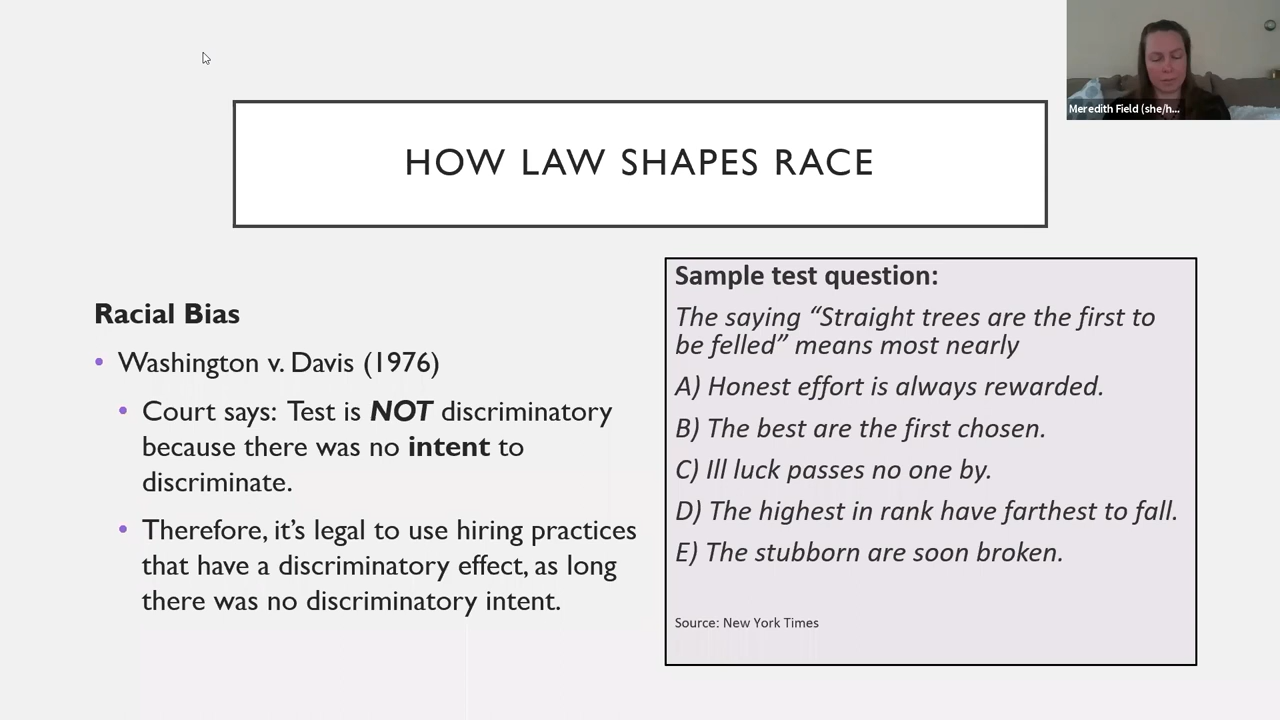 HOW LAW SHAPES RACE
Meredith Field (she/h...
Racial Bias
• Washington v. Davis (1976)
• Court says: Test is NOT discriminatory
because there was no intent to
discriminate.
• Therefore, it's legal to use hiring practices
that have a discriminatory effect, as long
there was no discriminatory intent.
Sample test question:
The saying “Straight trees are the first to
be felled” means most nearly
A) Honest effort is always rewarded.
B) The best are the first chosen.
C) Ill luck passes no one by.
D) The highest in rank have farthest to fall.
E) The stubborn are soon broken.
Source: New York Times